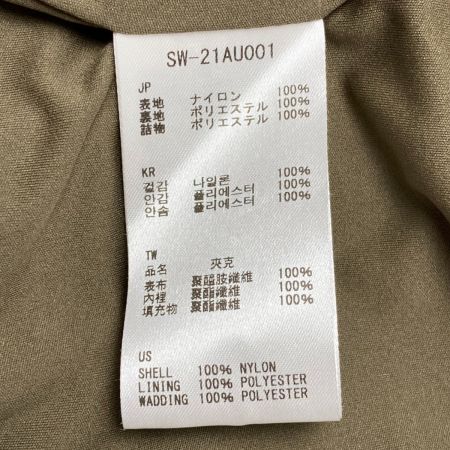 SW-21AU001
JP
表地 ナイロン 100%
裏地 ポリエステル 100%
詰物 ポリエステル 100%
KR
겉감 나일론 100%
안감 폴리에스터 100%
안솜 폴리에스터 100%
TW
品名 夾克
表布 聚醯胺纖維 100%
內裡 聚酯纖維 100%
填充物 聚酯纖維 100%
US
SHELL 100% NYLON
LINING 100% POLYESTER
WADDING 100% POLYESTER